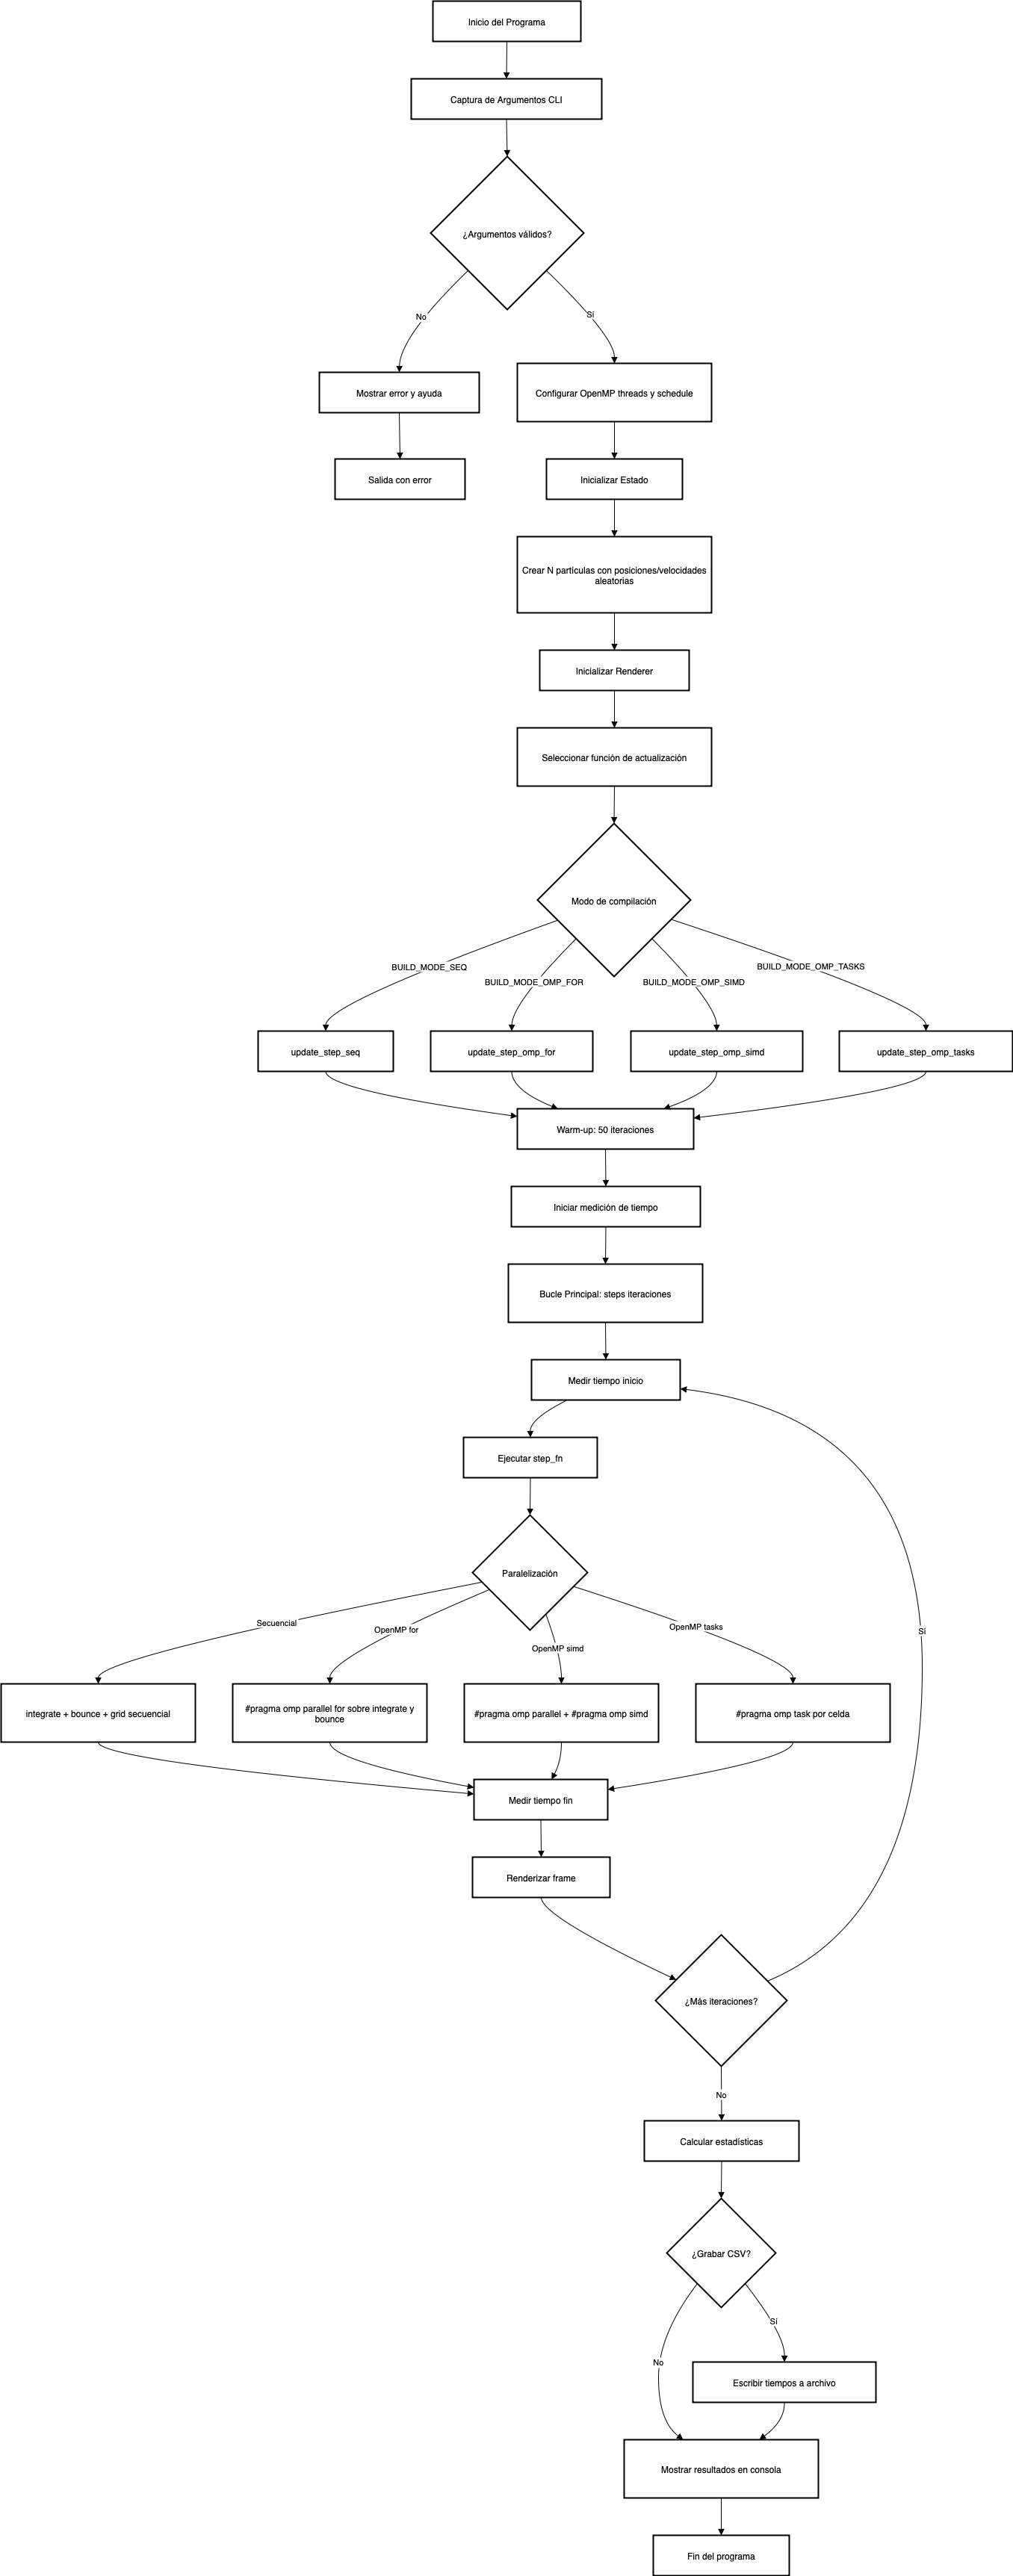 Inicio del Programa
Captura de Argumentos CLI
¿Argumentos válidos?
No
Sí
Mostrar error y ayuda
Configurar OpenMP threads y schedule
Salida con error
Inicializar Estado
Crear N partículas con posiciones/velocidades
aleatorias
Inicializar Renderer
Seleccionar función de actualización
Modo de compilación
BUILD_MODE_SEQ
BUILD_MODE_OMP_FOR
BUILD_MODE_OMP_SIMD
BUILD_MODE_OMP_TASKS
update_step_seq
update_step_omp_for
update_step_omp_simd
update_step_omp_tasks
Warm-up: 50 iteraciones
Iniciar medición de tiempo
Bucle Principal: steps iteraciones
Medir tiempo inicio
Ejecutar step_fn
Paralelización
Secuencial
OpenMP for
OpenMP simd
OpenMP tasks
Sí
integrate + bounce + grid secuencial
#pragma omp parallel for sobre integrate y
bounce
#pragma omp parallel + #pragma omp simd
#pragma omp task por celda
Medir tiempo fin
Renderizar frame
¿Más iteraciones?
No
Calcular estadísticas
¿Grabar CSV?
Sí
No
Escribir tiempos a archivo
Mostrar resultados en consola
Fin del programa